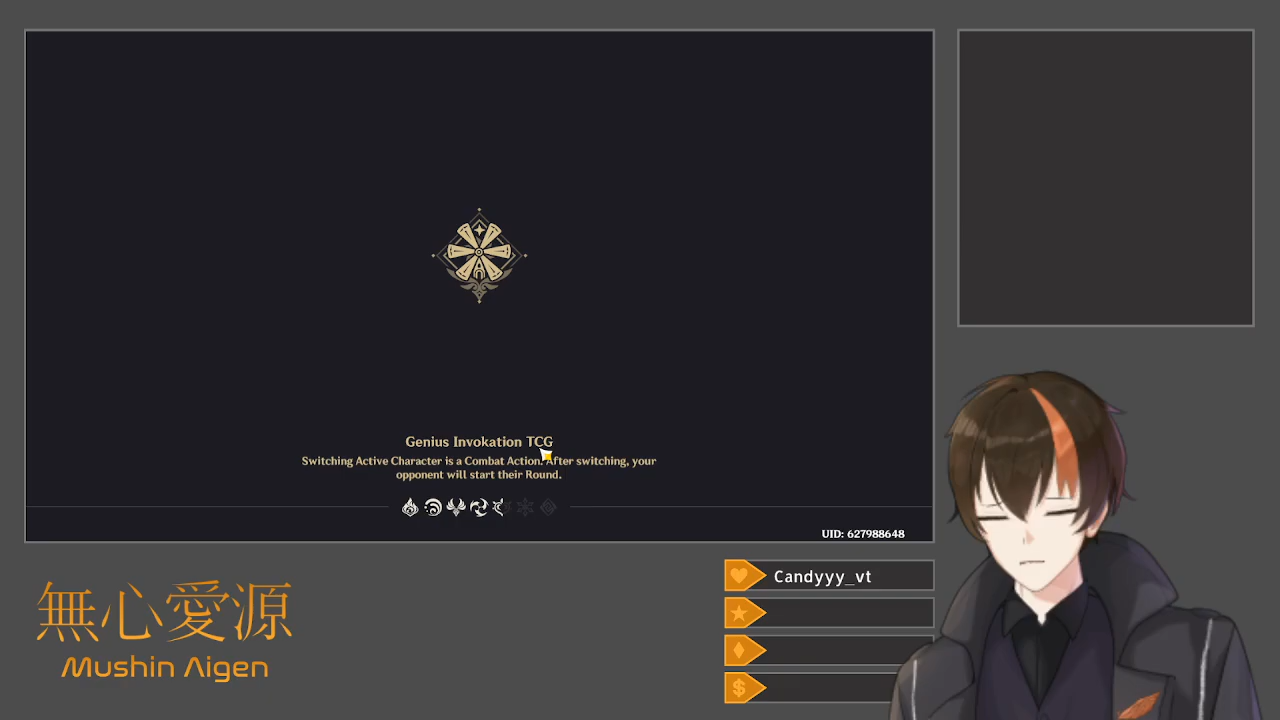 Genius Invokation TCG
Switching Active Character is a Combat Action. After switching, your
opponent will start their Round.
UID: 627988648
Candyyy_vt
無心愛源
Mushin Aigen
$